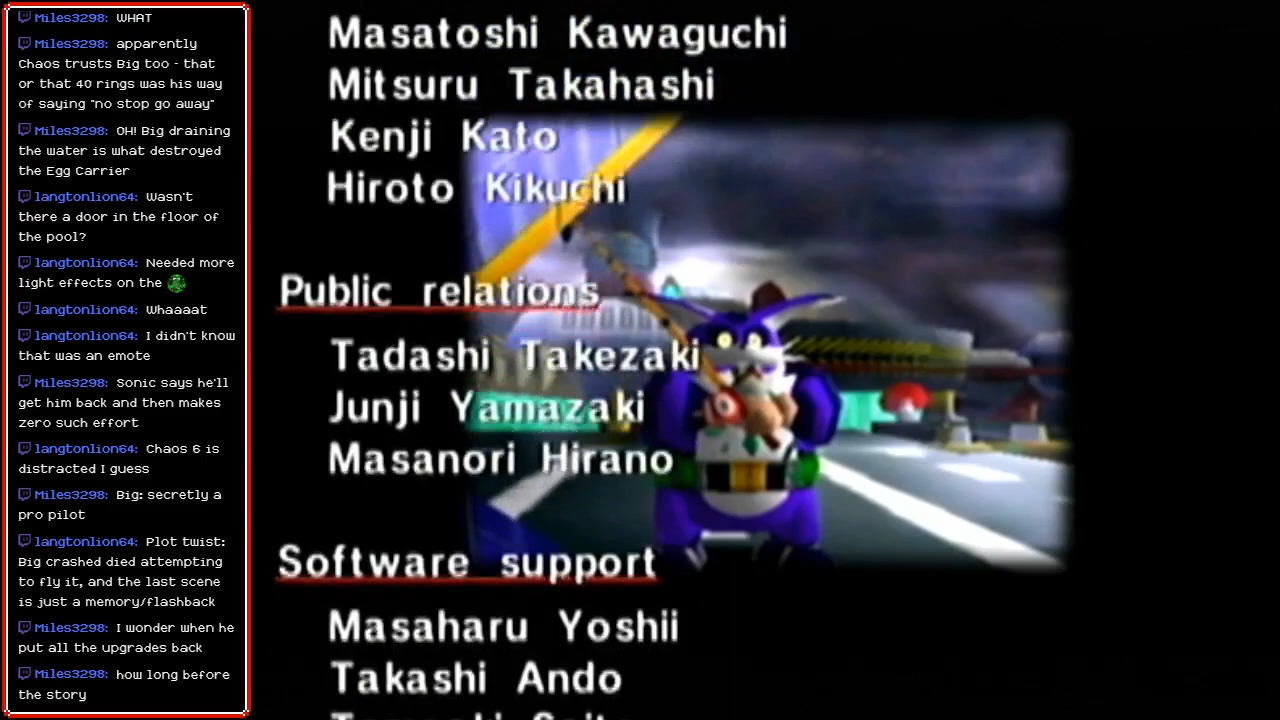 Miles3298: WHAT
Miles3298: apparently
Chaos trusts Big too - that
or that 40 rings was his way
of saying "no stop go away"
Miles3298: OH! Big draining
the water is what destroyed
the Egg Carrier
langtonlion64: Wasn't
there a door in the floor of
the pool?
langtonlion64: Needed more
light effects on the
langtonlion64: Whaaaat
langtonlion64: I didn't know
that was an emote
Miles3298: Sonic says he'll
get him back and then makes
zero such effort
langtonlion64: Chaos 6 is
distracted I guess
Miles3298: Big: secretly a
pro pilot
langtonlion64: Plot twist:
Big crashed died attempting
to fly it, and the last scene
is just a memory/flashback
Miles3298: I wonder when he
put all the upgrades back
Miles3298: how long before
the story
Masatoshi Kawaguchi
Mitsuru Takahashi
Kenji Kato
Hiroto Kikuchi
Public relations
Tadashi Takezaki
Junji Yamazaki
Masanori Hirano
Software support
Masaharu Yoshii
Takashi Ando